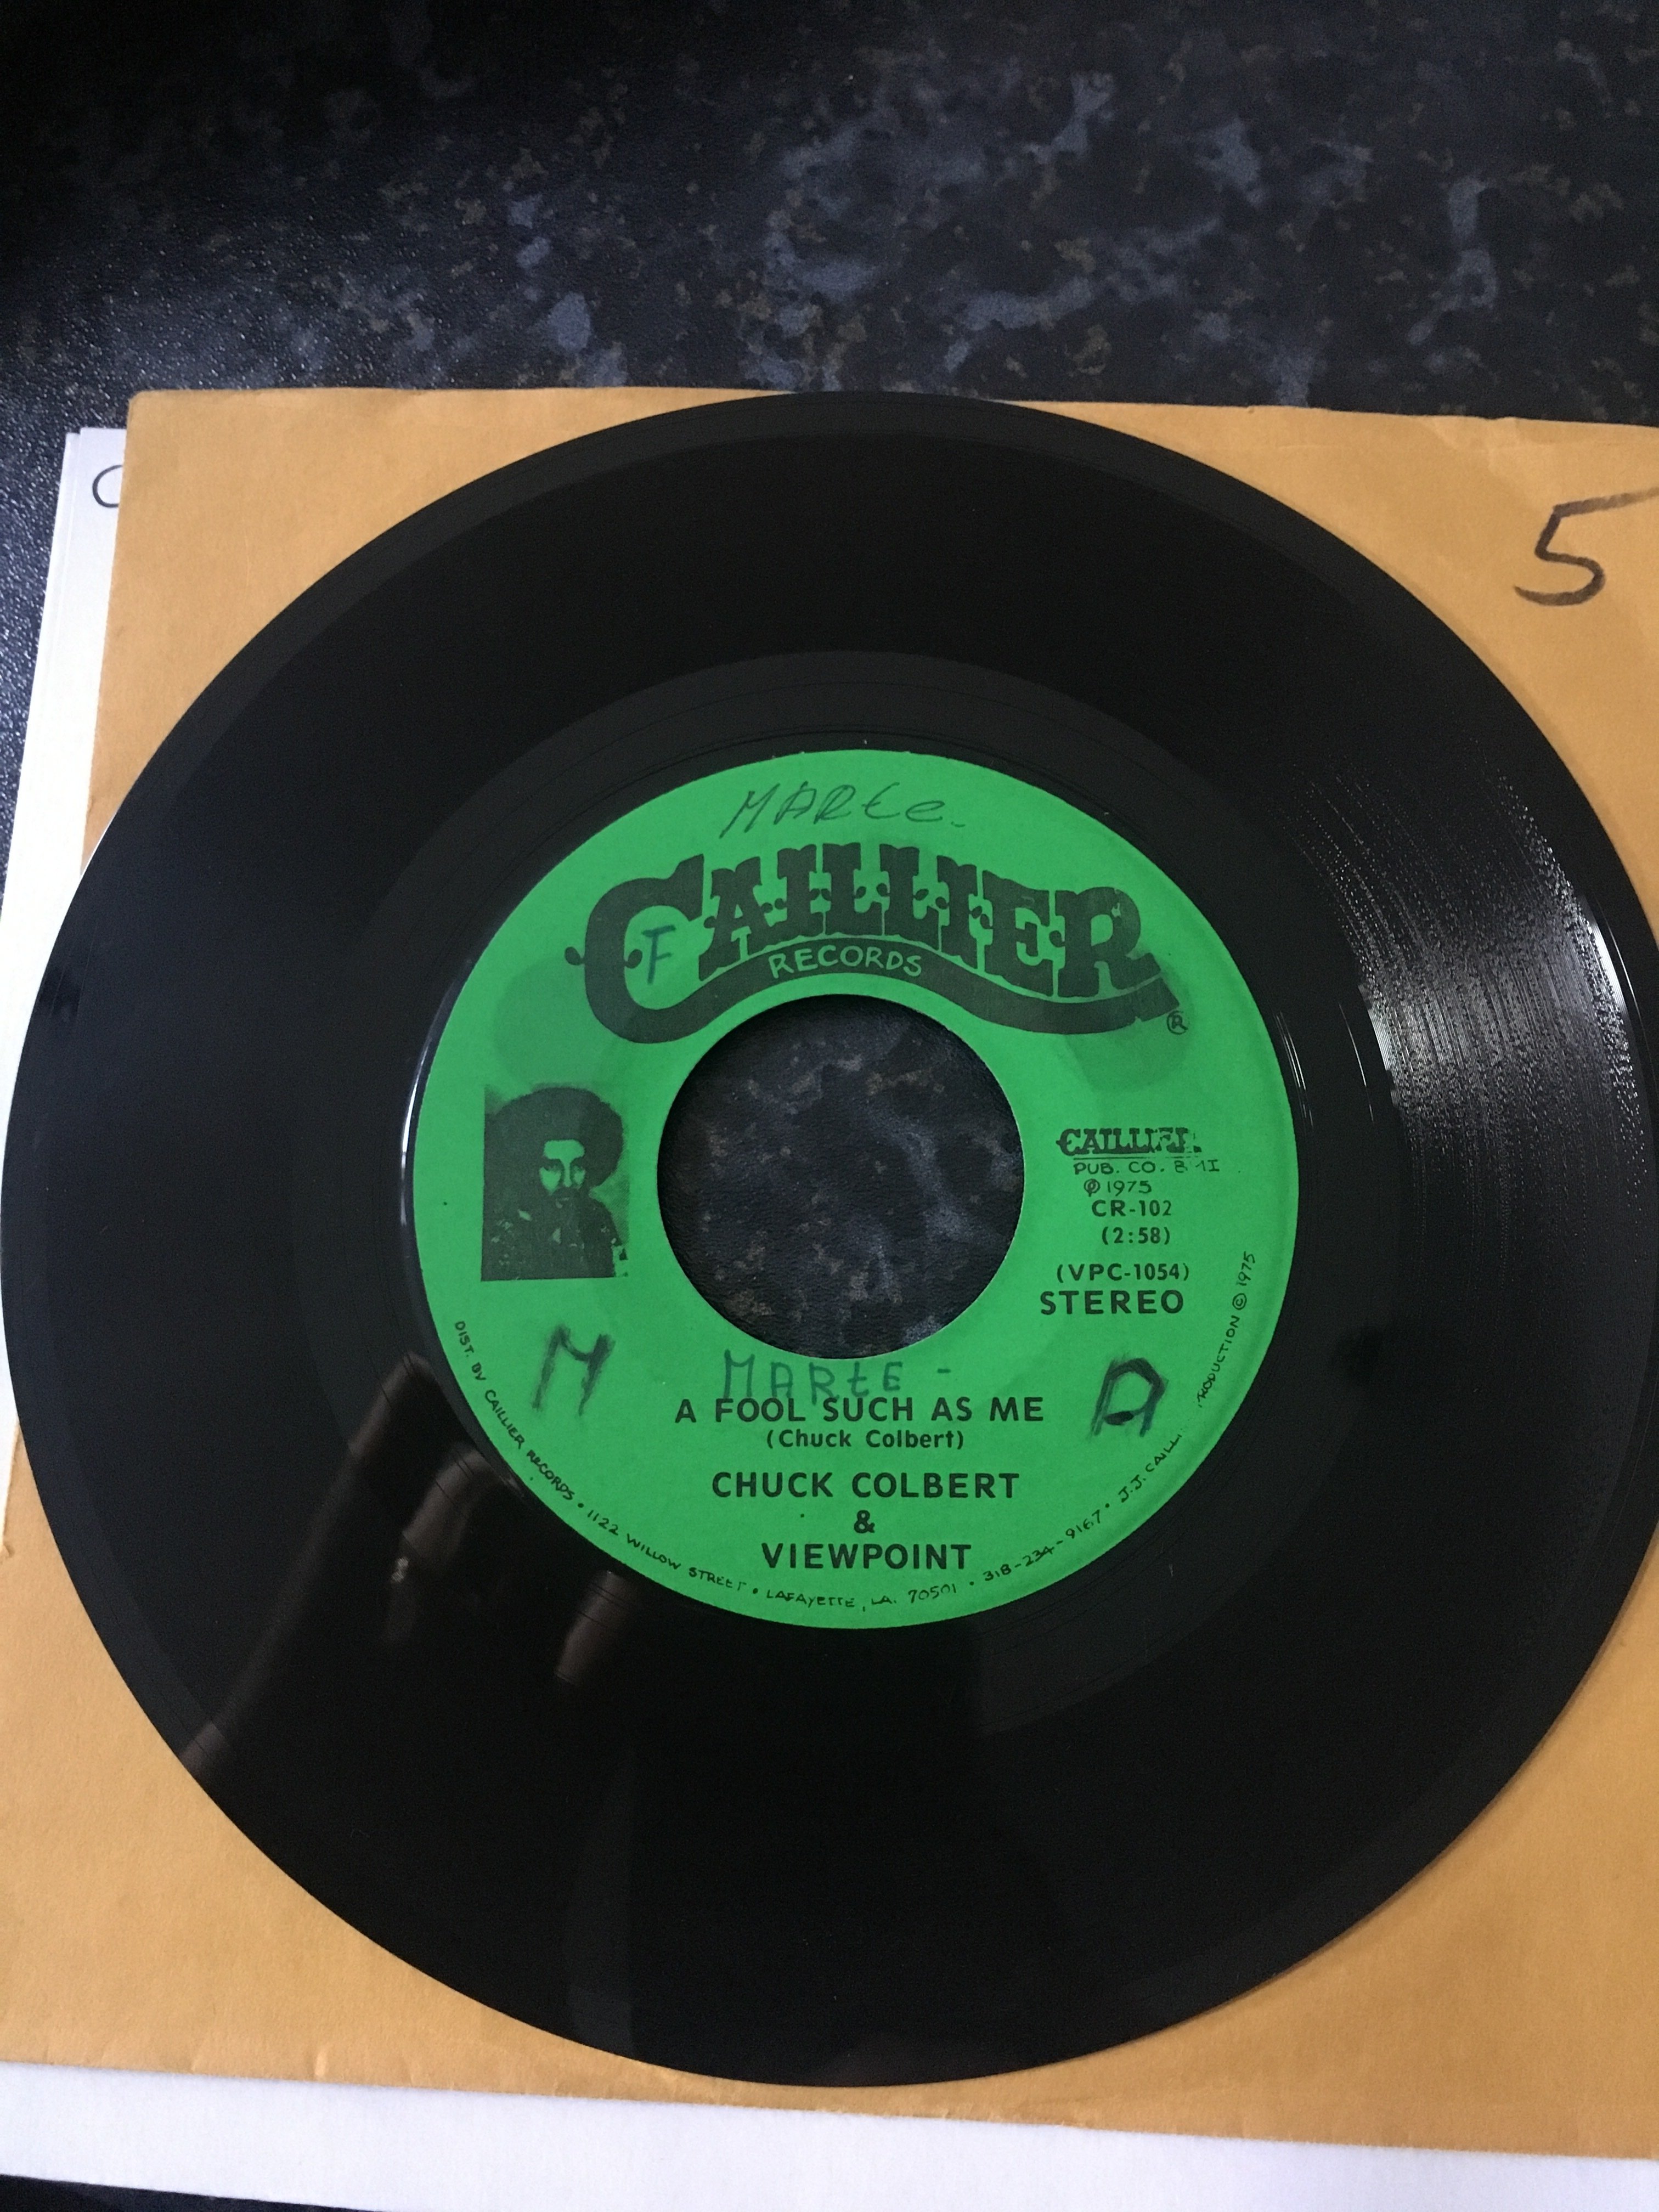 5
MARte-
CAILLIER
F
RECORDS
®
CAILLIER
PUB. CO. BMI
℗ 1975
CR-102
(2:58)
(VPC-1054)
STEREO
M
MARtE -
A
A FOOL SUCH AS ME
(Chuck Colbert)
CHUCK COLBERT
&
VIEWPOINT
DIST. BY CAILLIER RECORDS • 1122 WILLOW STREET • LAFAYETTE, LA. 70501 • 318-234-9167 • J.J. CAILL PRODUCTION © 1975